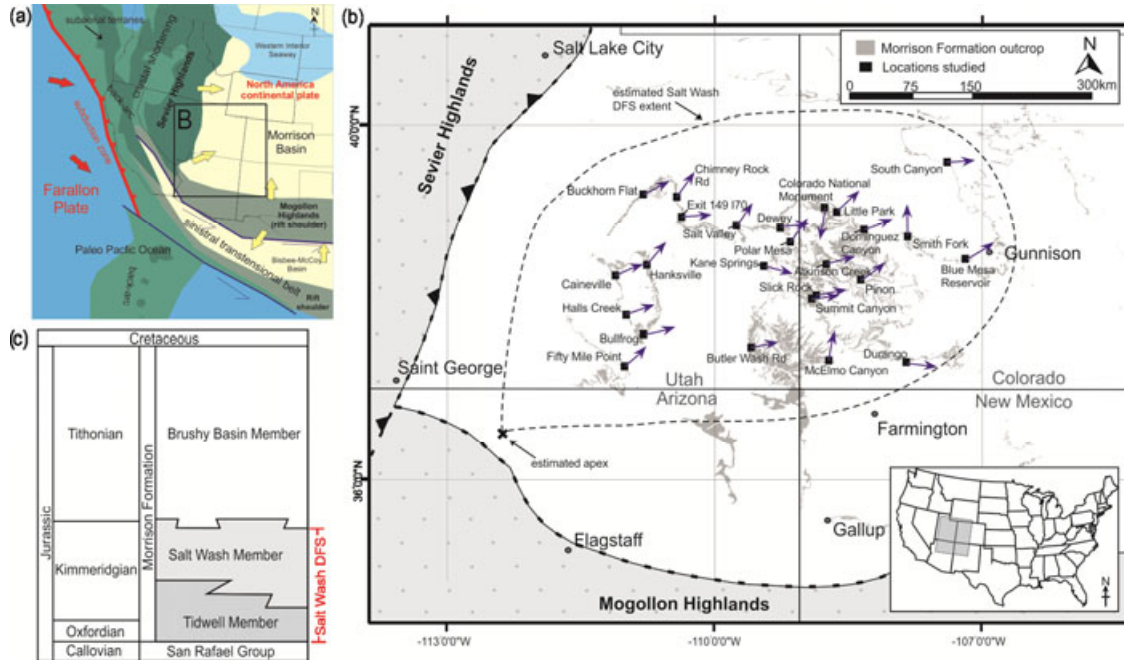 (a)
subaerial terranes
N
Western Interior
Seaway
crystal shortening
back-arc
Sevier Highlands
North America
continental plate
B
Morrison
Basin
subduction zone
Farallon
Plate
Mogollon
Highlands
(rift shoulder)
Paleo Pacific Ocean
sinistral transtensional belt
Bisbee-McCoy
Basin
R/R
shoulder
back-arc
(b)
Salt Lake City
Morrison Formation outcrop
Locations studied
N
0 75 150 300km
estimated Salt Wash
DFS extent
Sevier Highlands
40°0'0"N
South Canyon
Chimney Rock
Rd
Buckhorn Flat
Colorado National
Monument
Exit 149 I70
Little Park
Dewey
Salt Valley
Dominguez
Canyon
Smith Fork
Polar Mesa
Gunnison
Kane Springs
Atkinson Creek
Blue Mesa
Reservoir
Caineville
Hanksville
Slick Rock
Pinon
Summit Canyon
Halls Creek
Bullfrog
Fifty Mile Point
Butler Wash Rd
McElmo Canyon
Durango
Saint George
Utah
Arizona
Colorado
New Mexico
Farmington
estimated apex
36°0'0"N
Gallup
Flagstaff
Mogollon Highlands
N
-113°0'0"W
-110°0'0"W
-107°0'0"W
(c)
Cretaceous
Jurassic
Tithonian
Morrison Formation
Brushy Basin Member
Kimmeridgian
Salt Wash Member
Salt Wash DFS
Tidwell Member
Oxfordian
Callovian
San Rafael Group